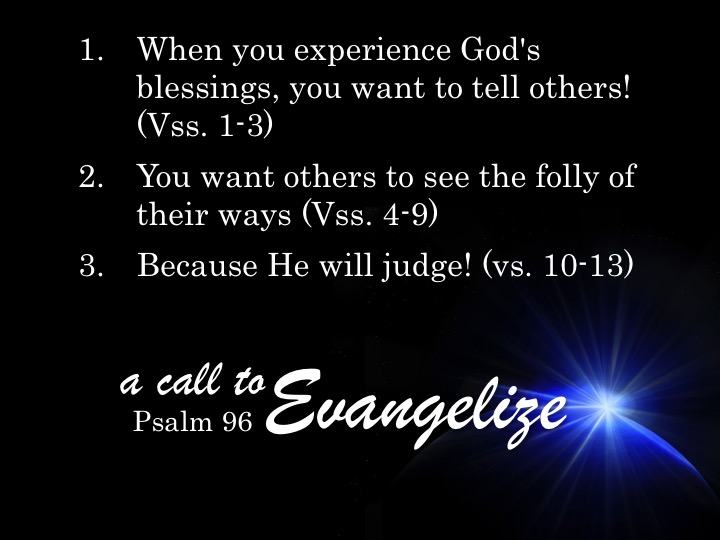 1. When you experience God's
blessings, you want to tell others!
(Vss. 1-3)
2. You want others to see the folly of
their ways (Vss. 4-9)
3. Because He will judge! (vs. 10-13)
a call to Evangelize
Psalm 96